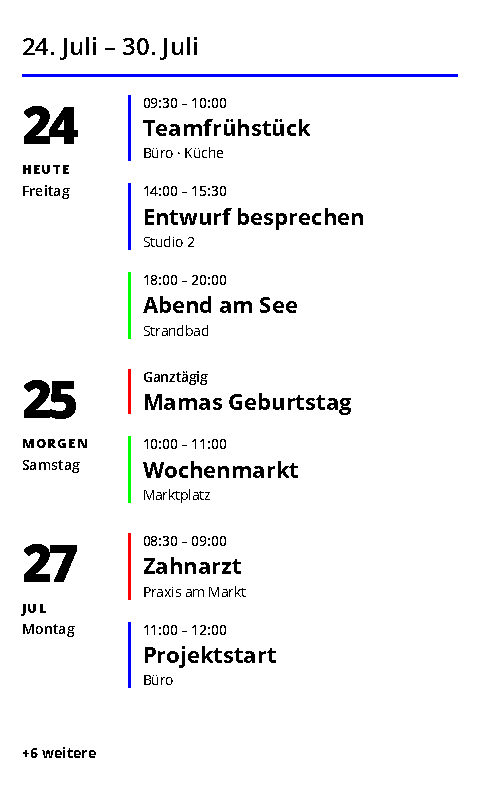 24. Juli – 30. Juli
24
HEUTE
Freitag
09:30 – 10:00
Teamfrühstück
Büro · Küche
14:00 – 15:30
Entwurf besprechen
Studio 2
18:00 – 20:00
Abend am See
Strandbad
25
MORGEN
Samstag
Ganztägig
Mamas Geburtstag
10:00 – 11:00
Wochenmarkt
Marktplatz
27
JUL
Montag
08:30 – 09:00
Zahnarzt
Praxis am Markt
11:00 – 12:00
Projektstart
Büro
+6 weitere